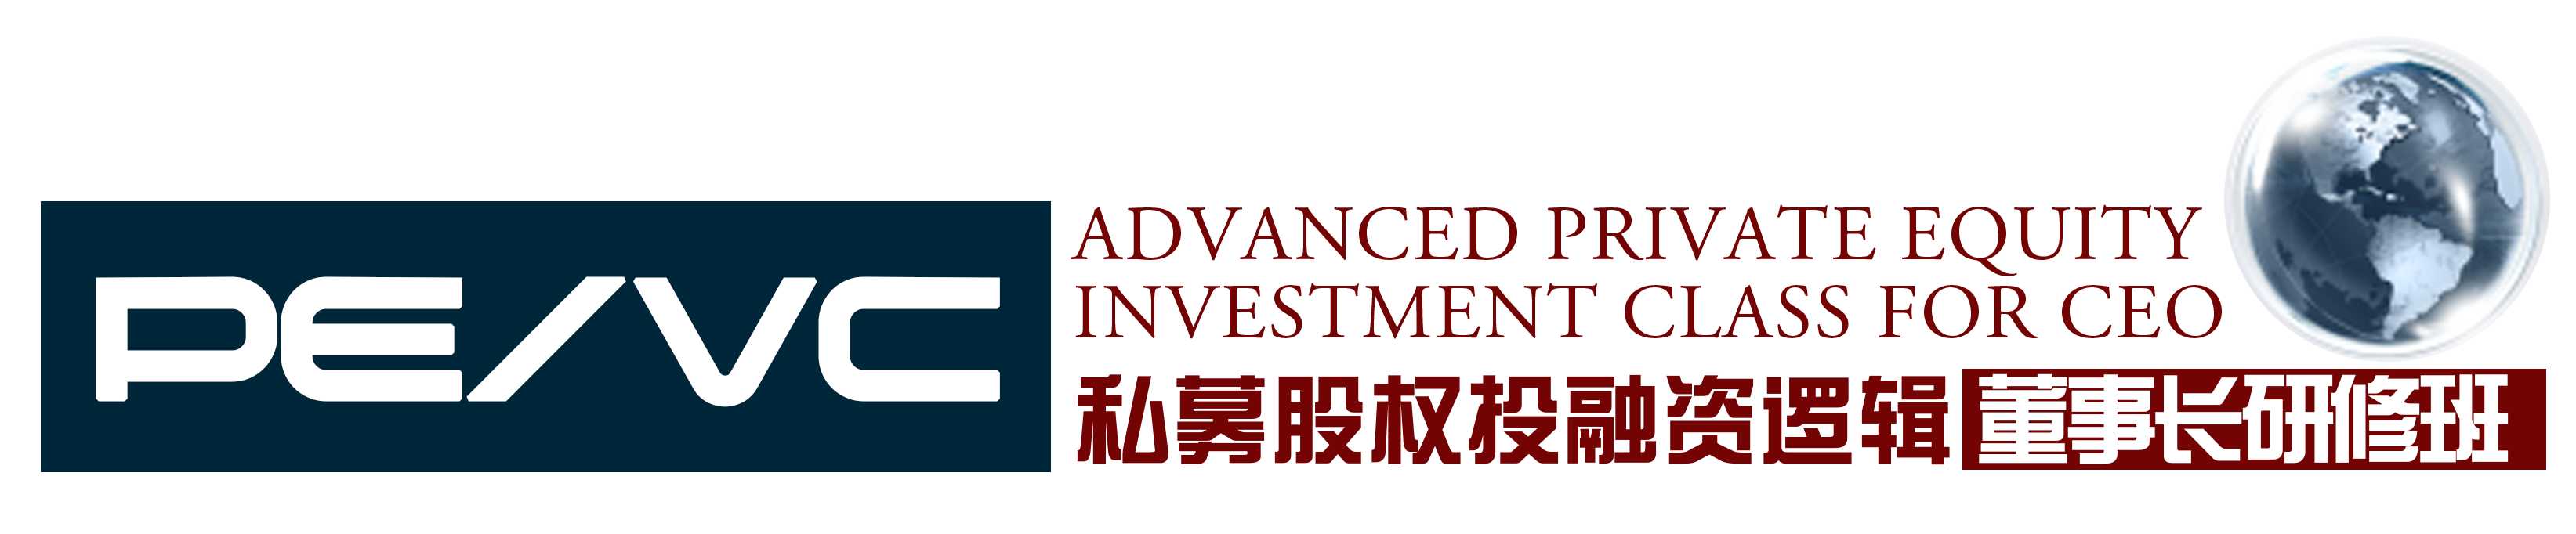 PE/VC
ADVANCED PRIVATE EQUITY
INVESTMENT CLASS FOR CEO
私募股权投融资逻辑 董事长研修班